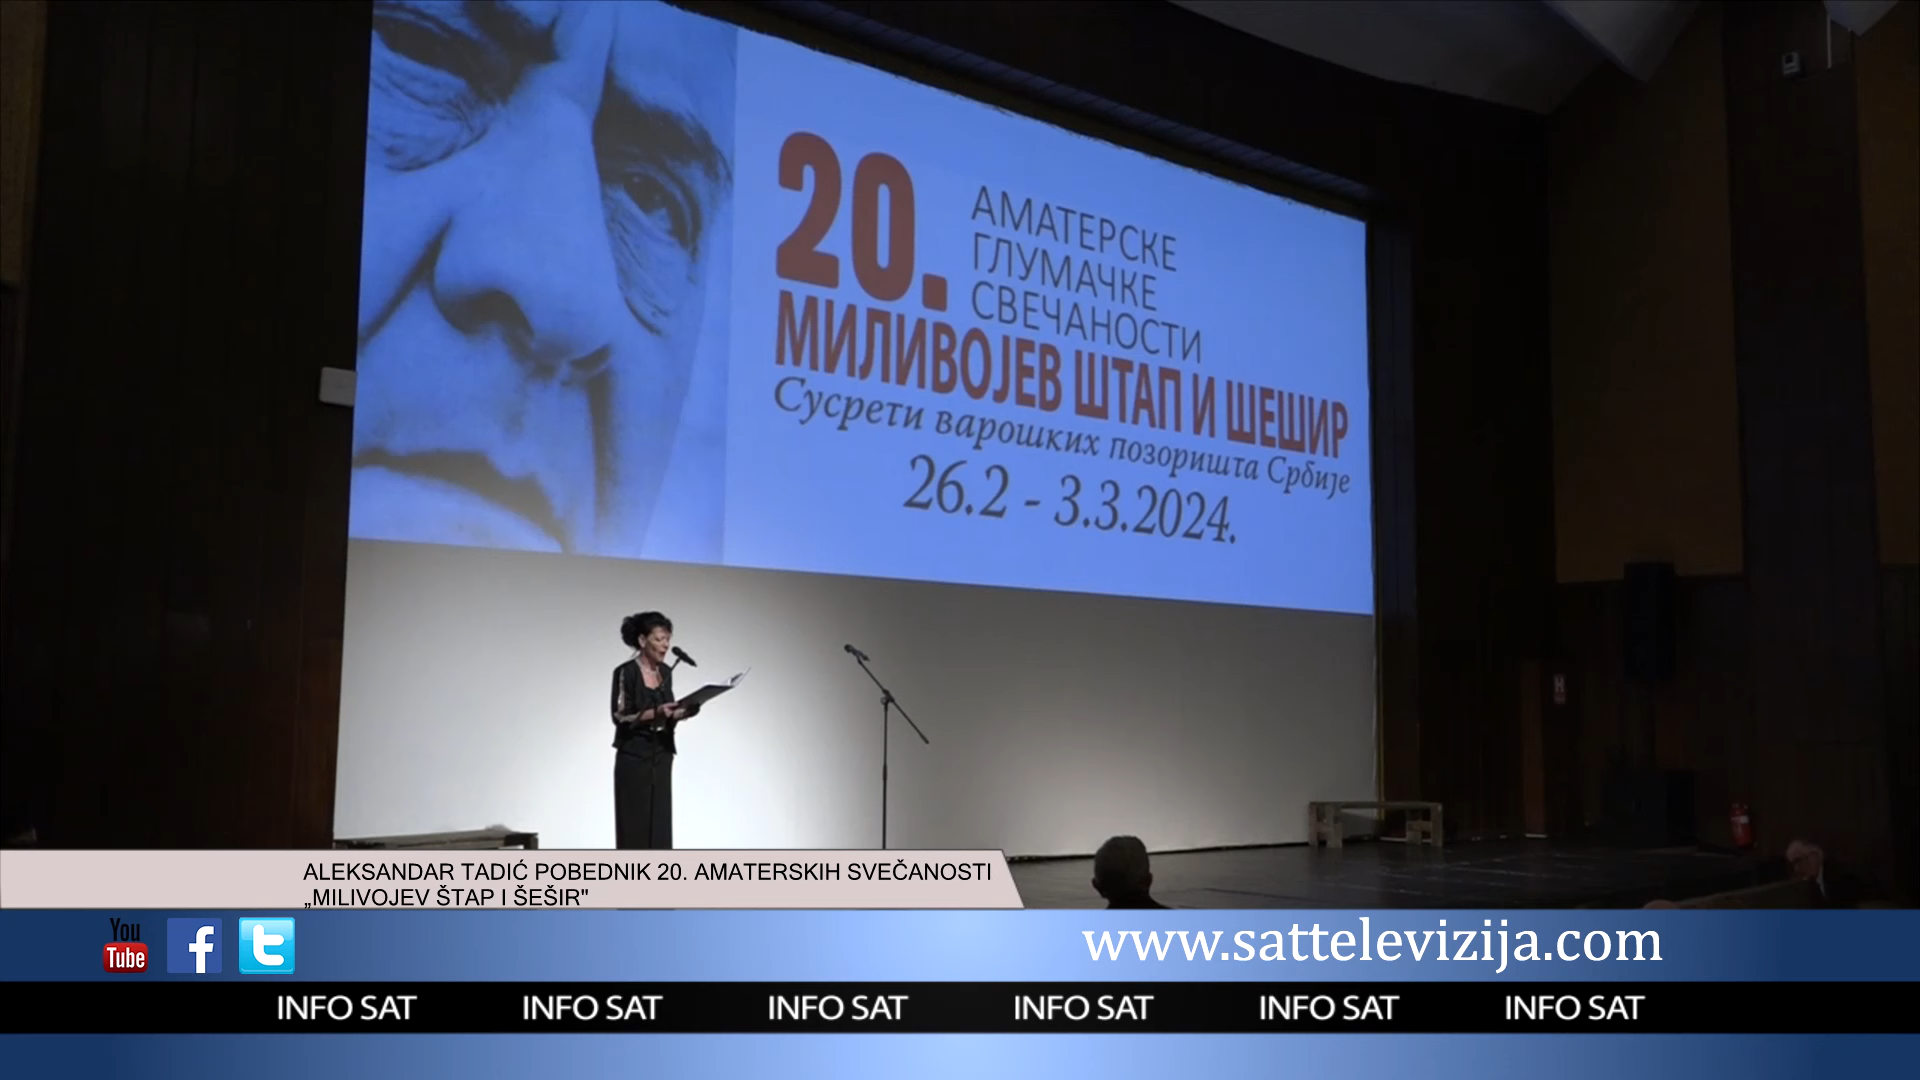 20.
АМАТЕРСКЕ
ГЛУМАЧКЕ
СВЕЧАНОСТИ
МИЛИВОЈЕВ ШТАП И ШЕШИР
Сусрети варошких позоришта Србије
26.2 - 3.3.2024.
ALEKSANDAR TADIĆ POBEDNIK 20. AMATERSKIH SVEČANOSTI
„MILIVOJEV ŠTAP I ŠEŠIR"
You
Tube
www.sattelevizija.com
INFO SAT INFO SAT INFO SAT INFO SAT INFO SAT INFO SAT